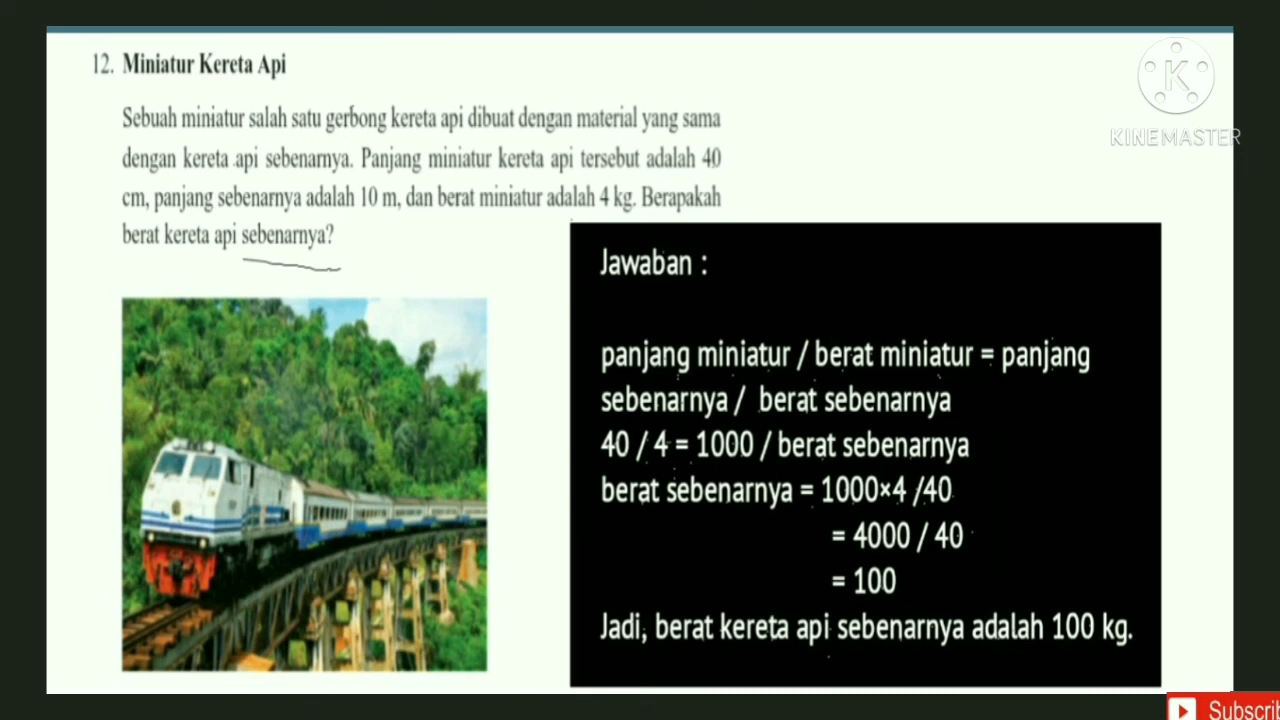 12. Miniatur Kereta Api
Sebuah miniatur salah satu gerbong kereta api dibuat dengan material yang sama
dengan kereta api sebenarnya. Panjang miniatur kereta api tersebut adalah 40
cm, panjang sebenarnya adalah 10 m, dan berat miniatur adalah 4 kg. Berapakah
berat kereta api sebenarnya?
K
KINEMASTER
Jawaban :
panjang miniatur / berat miniatur = panjang
sebenarnya / berat sebenarnya
40 / 4 = 1000 / berat sebenarnya
berat sebenarnya = 1000×4 /40
= 4000 / 40
= 100
Jadi, berat kereta api sebenarnya adalah 100 kg.
Subscrib